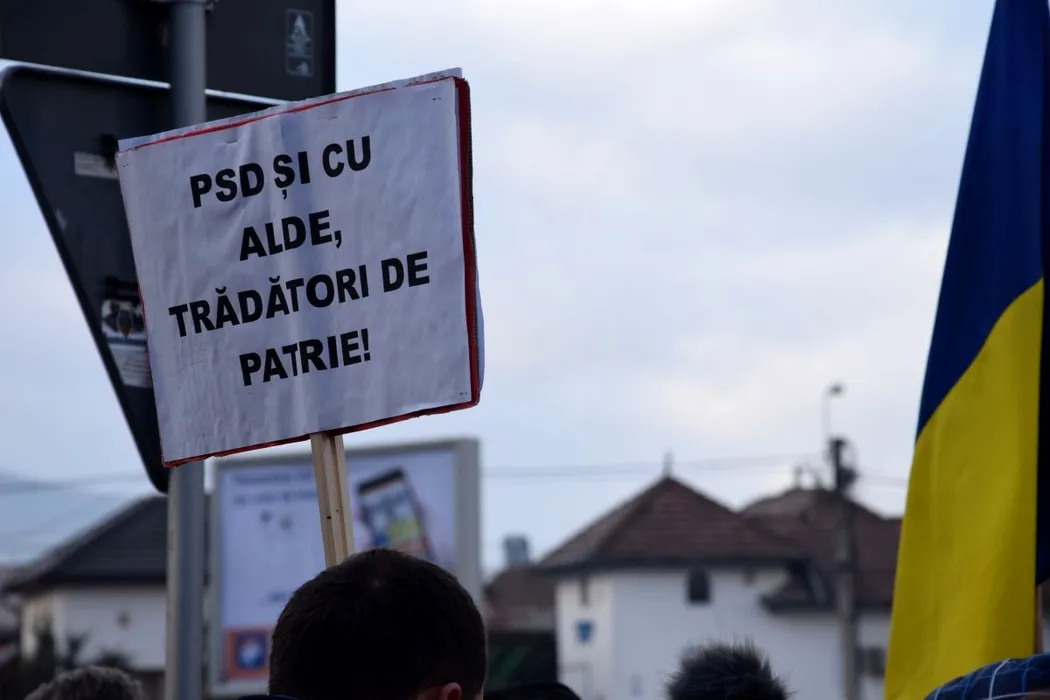 PSD ȘI CU
ALDE,
TRĂDĂTORI DE
PATRIE!